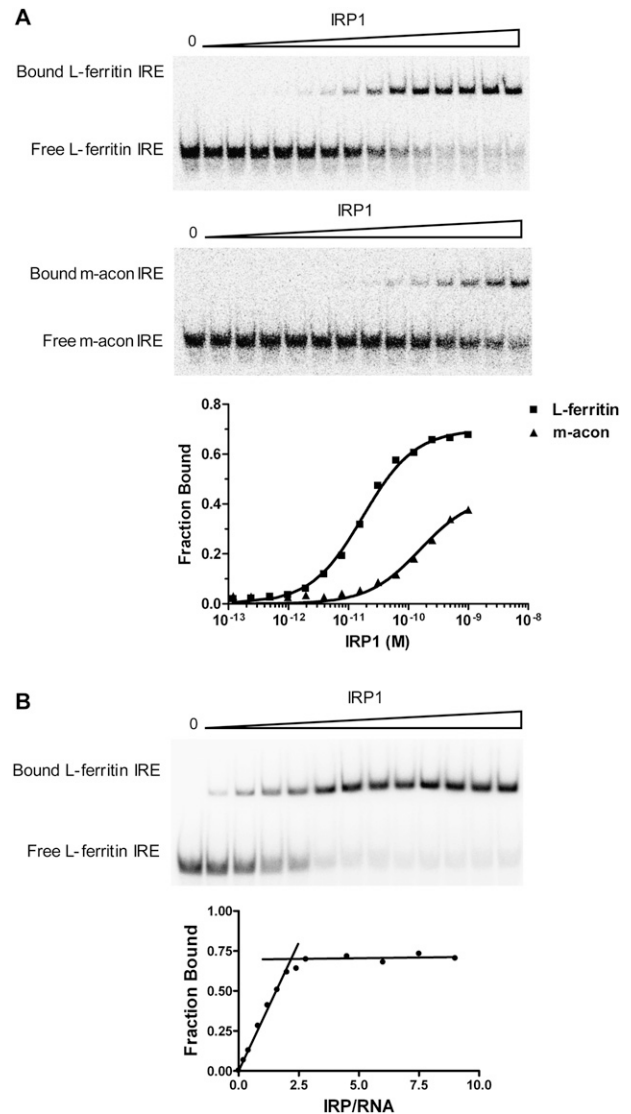 A
IRP1
0
Bound L-ferritin IRE
Free L-ferritin IRE
IRP1
0
Bound m-acon IRE
Free m-acon IRE
L-ferritin
m-acon
0.8
0.6
0.4
0.2
0.0
Fraction Bound
10-13 10-12 10-11 10-10 10-9 10-8
IRP1 (M)
B
IRP1
0
Bound L-ferritin IRE
Free L-ferritin IRE
1.00
0.75
0.50
0.25
0.00
Fraction Bound
0.0 2.5 5.0 7.5 10.0
IRP/RNA